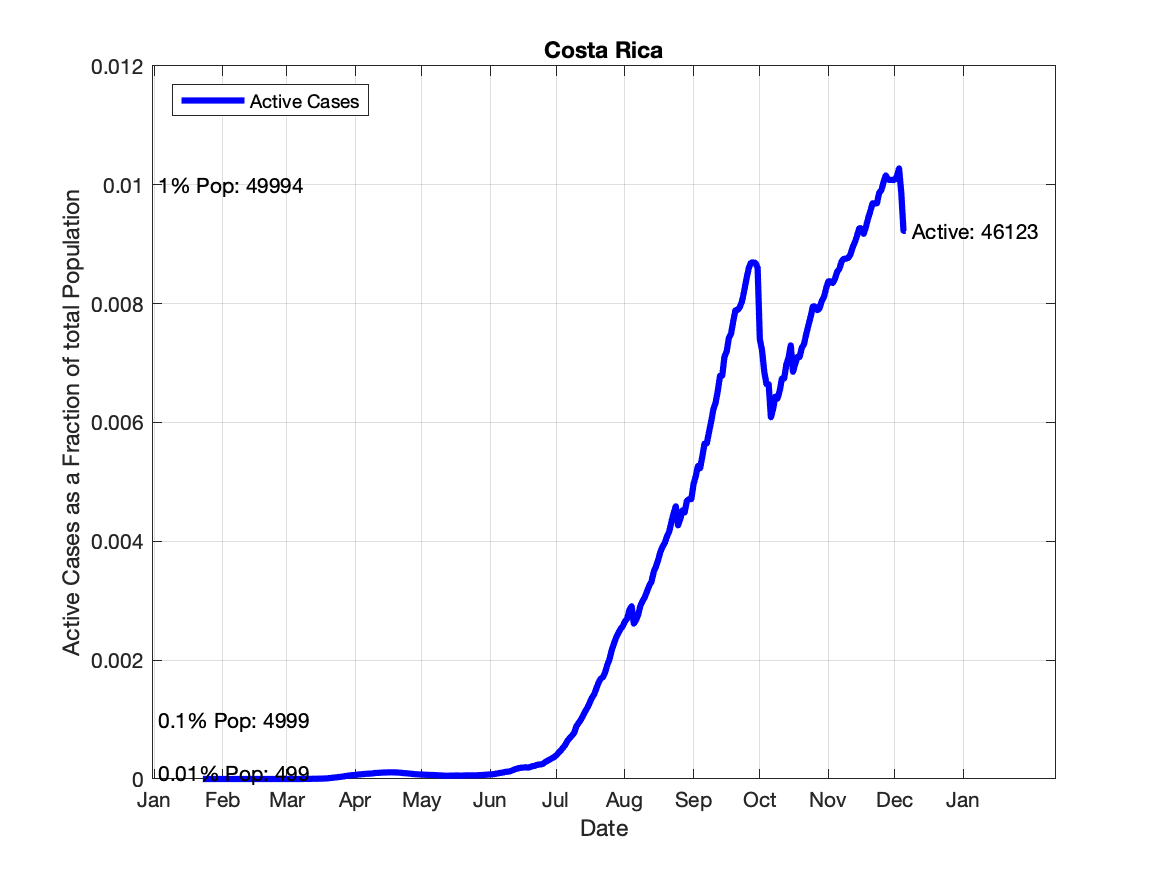 Costa Rica
0.012
Active Cases
0.01
1% Pop: 49994
Active: 46123
0.008
0.006
0.004
0.002
0.1% Pop: 4999
0.01% Pop: 499
0
Active Cases as a Fraction of total Population
Jan Feb Mar Apr May Jun Jul Aug Sep Oct Nov Dec Jan
Date